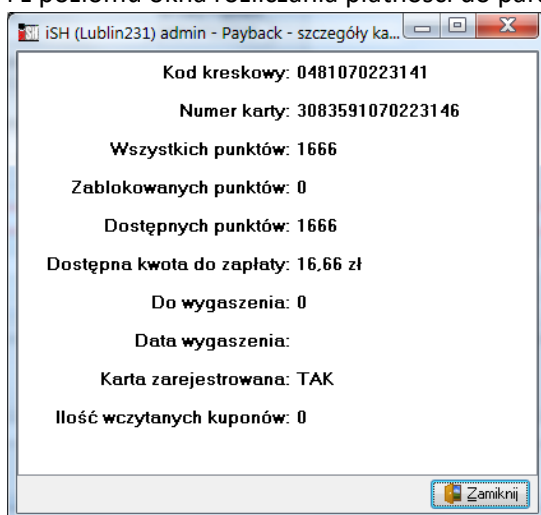 iSH (Lublin231) admin - Payback - szczegóły ka...
Kod kreskowy: 0481070223141
Numer karty: 3083591070223146
Wszystkich punktów: 1666
Zablokowanych punktów: 0
Dostępnych punktów: 1666
Dostępna kwota do zapłaty: 16,66 zł
Do wygaszenia: 0
Data wygaszenia:
Karta zarejestrowana: TAK
Ilość wczytanych kuponów: 0
Zamiknij